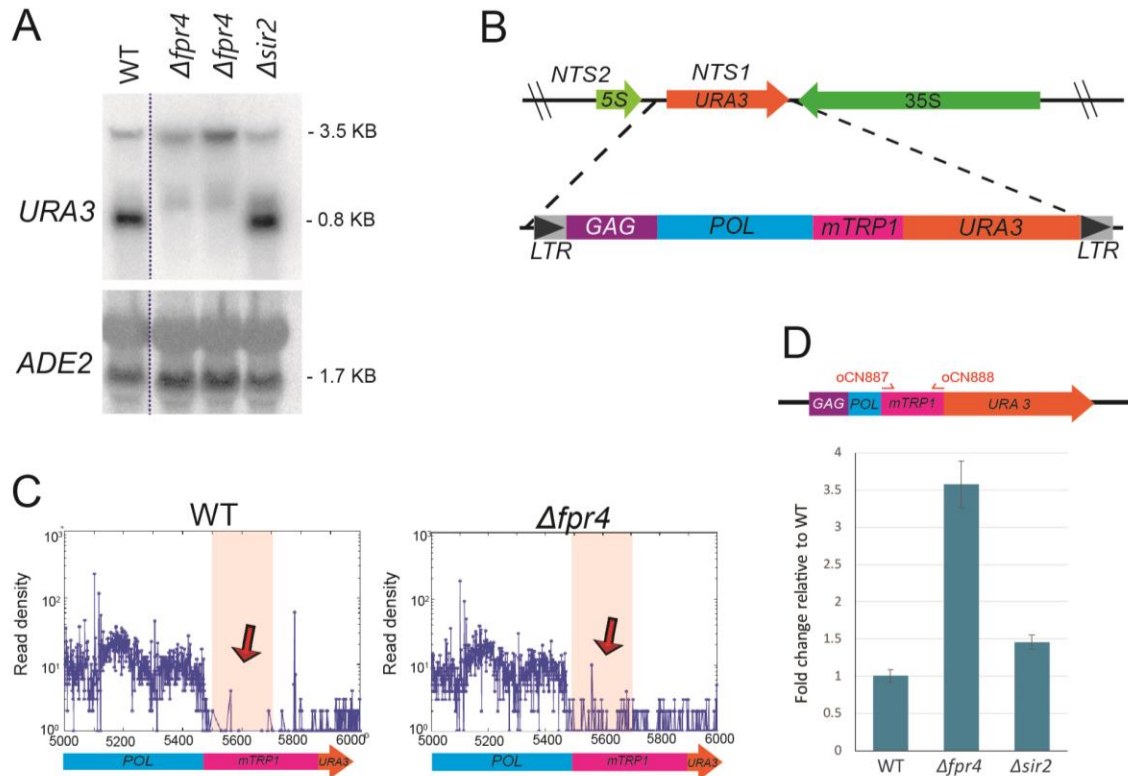 A
WT
Δfpr4
Δfpr4
Δsir2
URA3
- 3.5 KB
- 0.8 KB
ADE2
- 1.7 KB
B
NTS2
NTS1
5S
URA3
35S
GAG
POL
mTRP1
URA3
LTR
LTR
C
WT
Δfpr4
Read density
10³
10²
10¹
10⁰
5000 5200 5400 5600 5800 6000
POL mTRP1 URA3
Read density
10³
10²
10¹
10⁰
5000 5200 5400 5600 5800 6000
POL mTRP1 URA3
D
oCN887 oCN888
GAG POL mTRP1 URA 3
Fold change relative to WT
4
3.5
3
2.5
2
1.5
1
0.5
0
WT Δfpr4 Δsir2